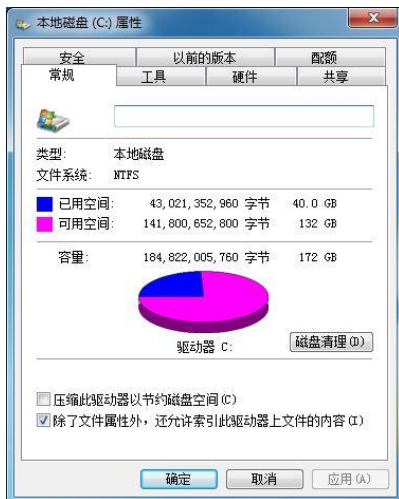 本地磁盘 (C:) 属性
安全 以前的版本 配额
常规 工具 硬件 共享
类型: 本地磁盘
文件系统: NTFS
已用空间: 43,021,352,960 字节 40.0 GB
可用空间: 141,800,652,800 字节 132 GB
容量: 184,822,005,760 字节 172 GB
驱动器 C: 磁盘清理(D)
压缩此驱动器以节约磁盘空间(C)
除了文件属性外，还允许索引此驱动器上文件的内容(I)
确定 取消 应用(A)